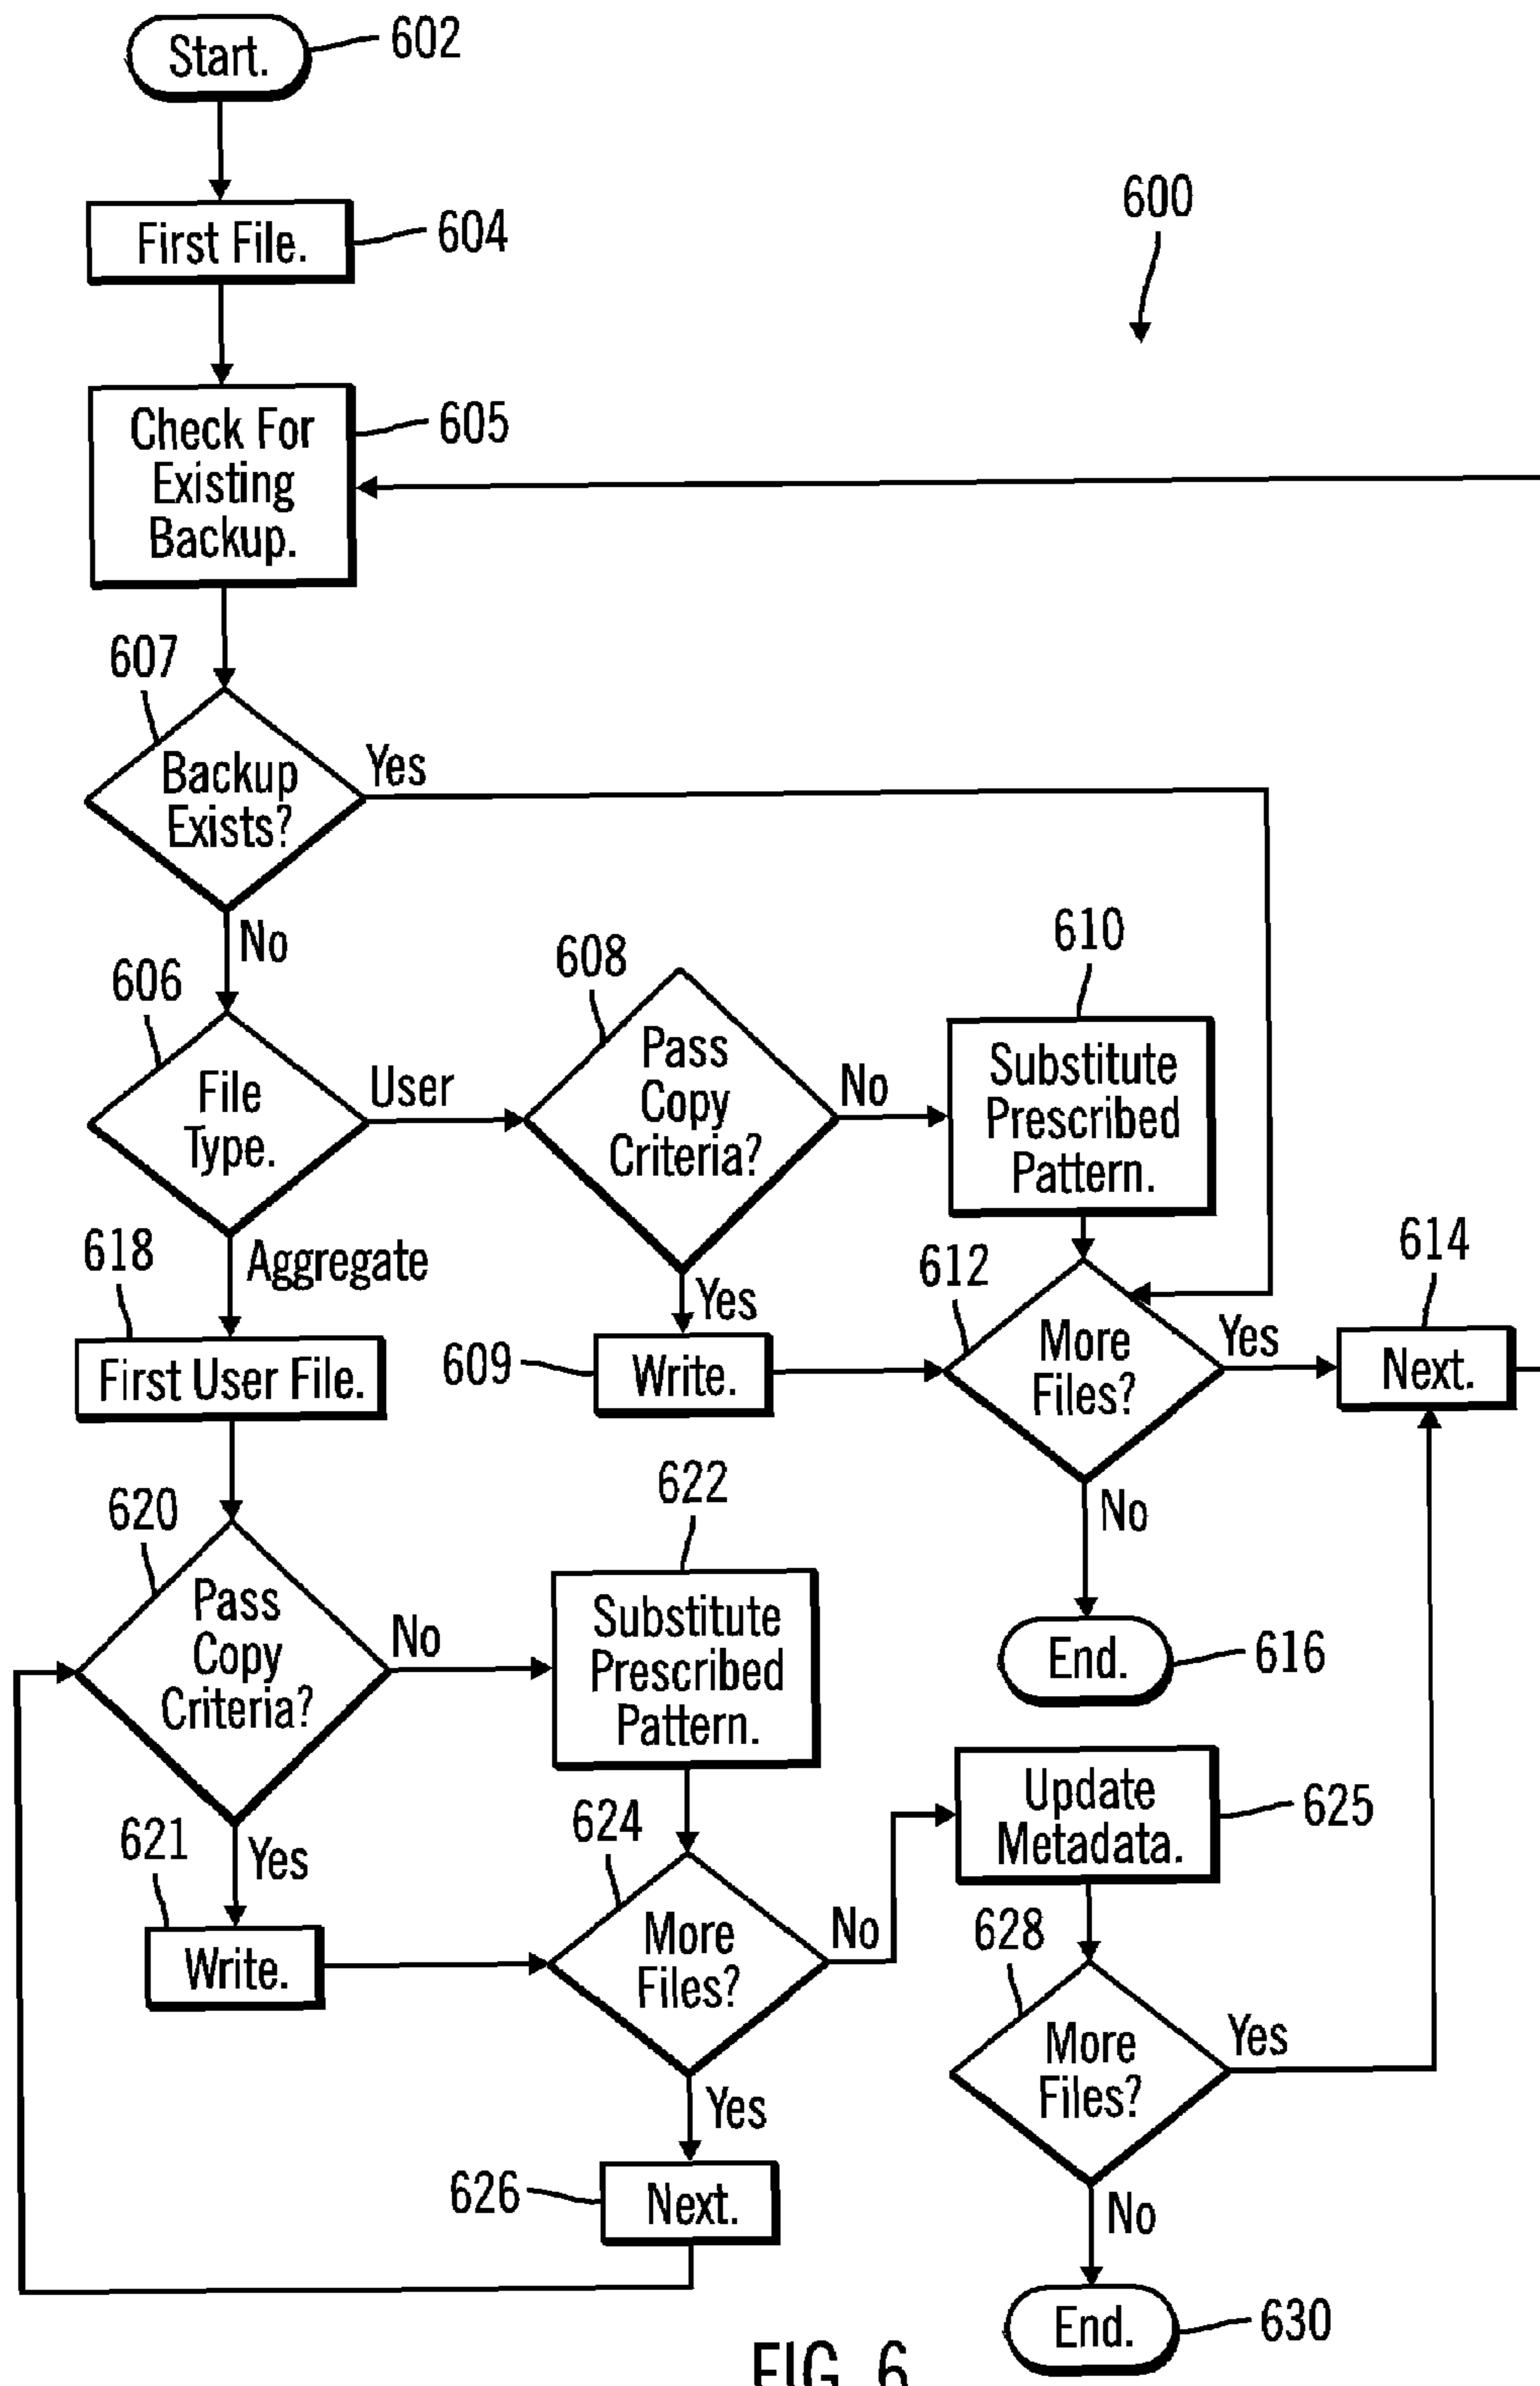 Start.
602
First File.
604
600
Check For
Existing
Backup.
605
607
Backup
Exists?
Yes
No
606
File
Type.
User
Aggregate
608
Pass
Copy
Criteria?
No
Yes
610
Substitute
Prescribed
Pattern.
609
Write.
612
More
Files?
Yes
No
614
Next.
End.
616
618
First User File.
620
Pass
Copy
Criteria?
No
Yes
622
Substitute
Prescribed
Pattern.
621
Write.
624
More
Files?
No
Yes
626
Next.
Update
Metadata.
625
628
More
Files?
Yes
No
End.
630
FIG. 6